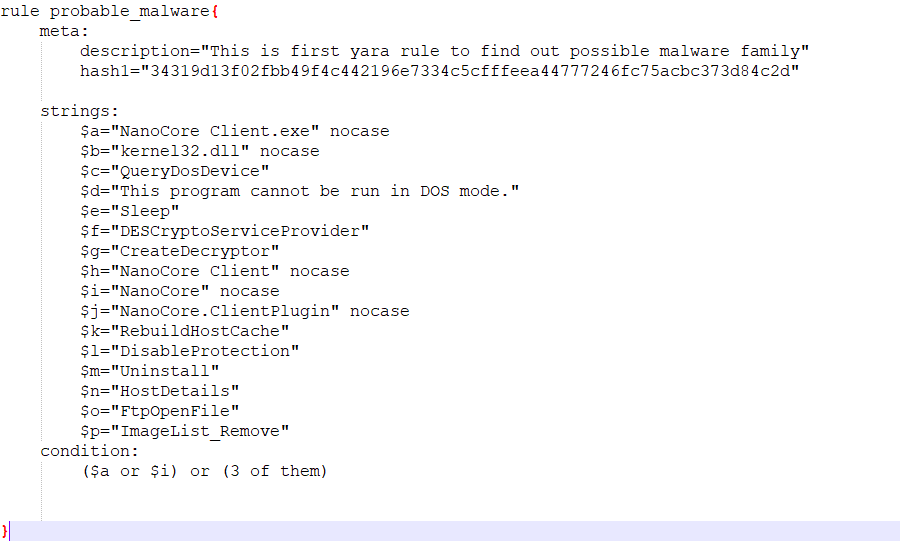 rule probable_malware{
meta:
description="This is first yara rule to find out possible malware family"
hash1="34319d13f02fbb49f4c442196e7334c5cfffeea44777246fc75acbc373d84c2d"
strings:
$a="NanoCore Client.exe" nocase
$b="kernel32.dll" nocase
$c="QueryDosDevice"
$d="This program cannot be run in DOS mode."
$e="Sleep"
$f="DESCryptoServiceProvider"
$g="CreateDecryptor"
$h="NanoCore Client" nocase
$i="NanoCore" nocase
$j="NanoCore.ClientPlugin" nocase
$k="RebuildHostCache"
$l="DisableProtection"
$m="Uninstall"
$n="HostDetails"
$o="FtpOpenFile"
$p="ImageList_Remove"
condition:
($a or $i) or (3 of them)
}